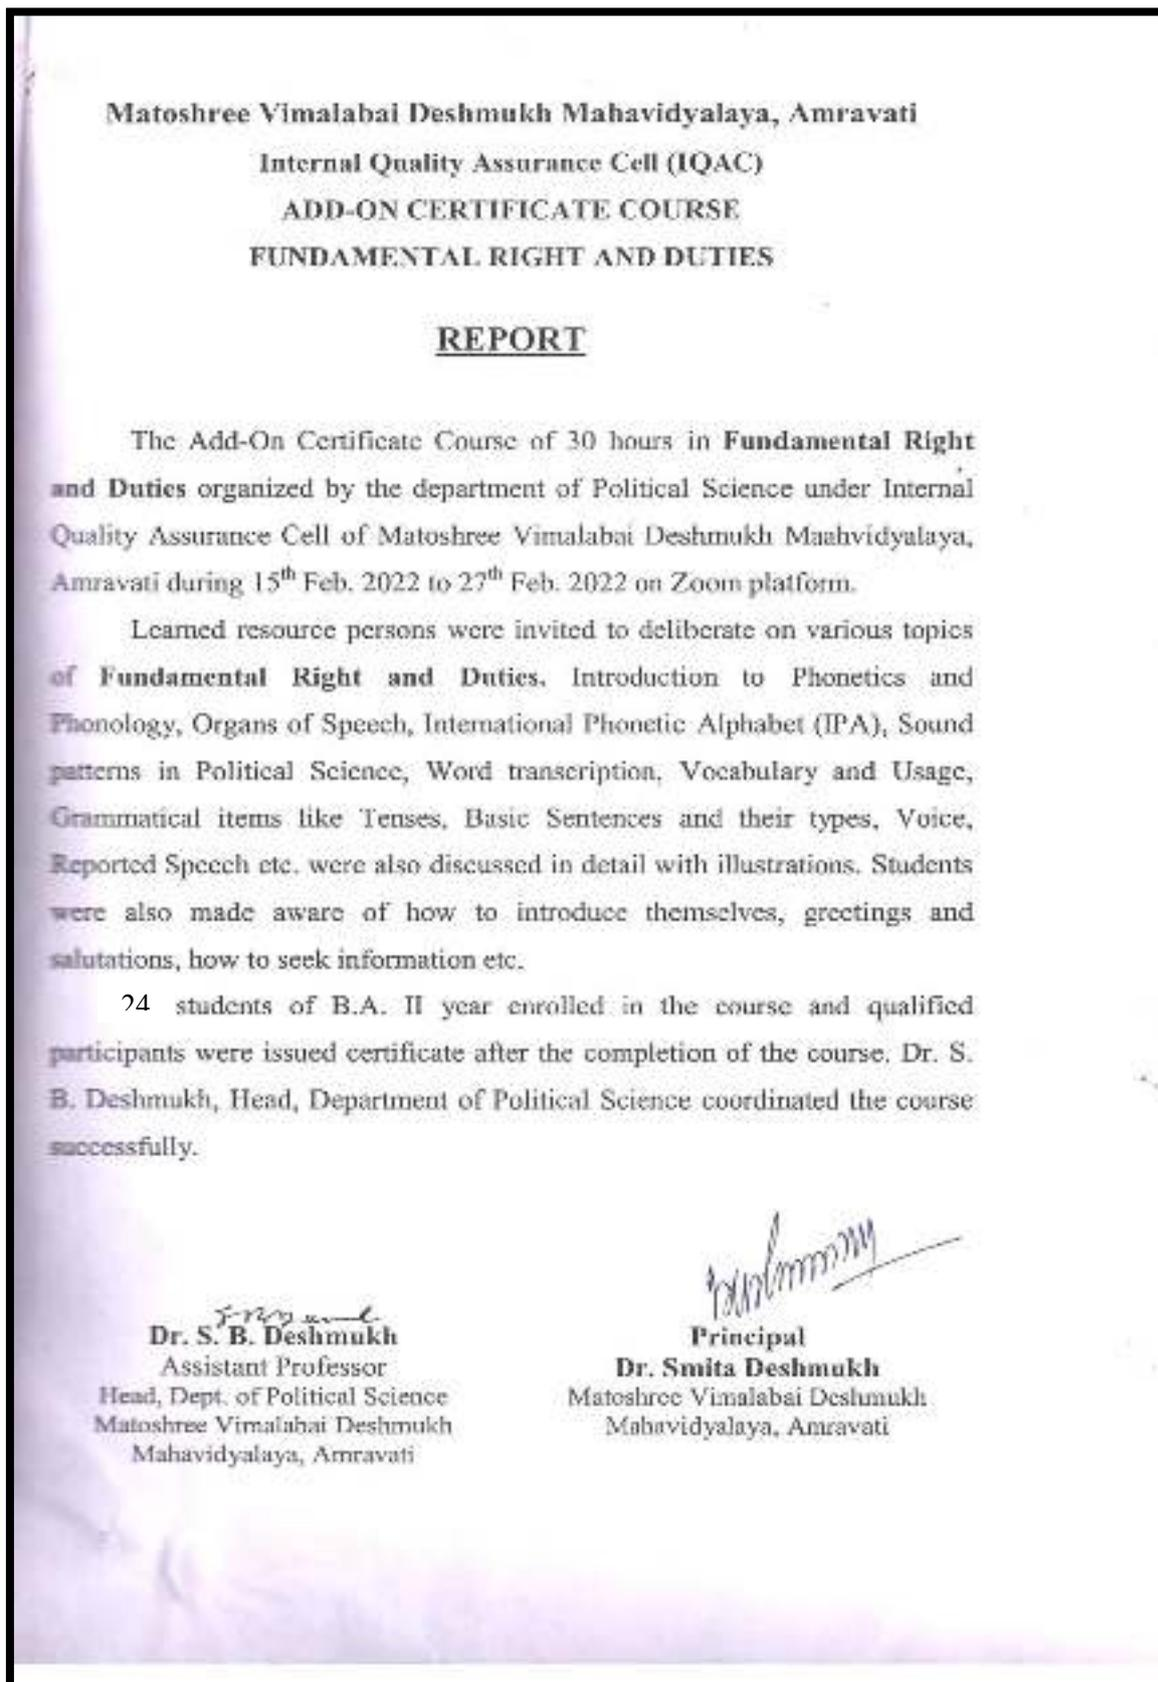 Matoshree Vimalabai Deshmukh Mahavidyalaya, Amravati
Internal Quality Assurance Cell (IQAC)
ADD-ON CERTIFICATE COURSE
FUNDAMENTAL RIGHT AND DUTIES
REPORT
The Add-On Certificate Course of 30 hours in Fundamental Right
and Duties organized by the department of Political Science under Internal
Quality Assurance Cell of Matoshree Vimalabai Deshmukh Maahvidyalaya,
Amravati during 15th Feb. 2022 to 27th Feb. 2022 on Zoom platform.
Learned resource persons were invited to deliberate on various topics
of Fundamental Right and Duties. Introduction to Phonetics and
Phonology, Organs of Speech, International Phonetic Alphabet (IPA), Sound
patterns in Political Science, Word transcription, Vocabulary and Usage,
Grammatical items like Tenses, Basic Sentences and their types, Voice,
Reported Speech etc. were also discussed in detail with illustrations. Students
were also made aware of how to introduce themselves, greetings and
salutations, how to seek information etc.
24 students of B.A. II year enrolled in the course and qualified
participants were issued certificate after the completion of the course. Dr. S.
B. Deshmukh, Head, Department of Political Science coordinated the course
successfully.
Dr. S. B. Deshmukh
Assistant Professor
Head, Dept. of Political Science
Matoshree Vimalabai Deshmukh
Mahavidyalaya, Amravati
Principal
Dr. Smita Deshmukh
Matoshree Vimalabai Deshmukh
Mahavidyalaya, Amravati